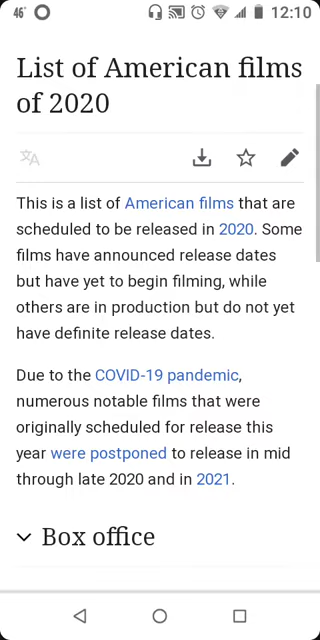 46°
12:10
List of American films
of 2020
This is a list of American films that are
scheduled to be released in 2020. Some
films have announced release dates
but have yet to begin filming, while
others are in production but do not yet
have definite release dates.
Due to the COVID-19 pandemic,
numerous notable films that were
originally scheduled for release this
year were postponed to release in mid
through late 2020 and in 2021.
Box office